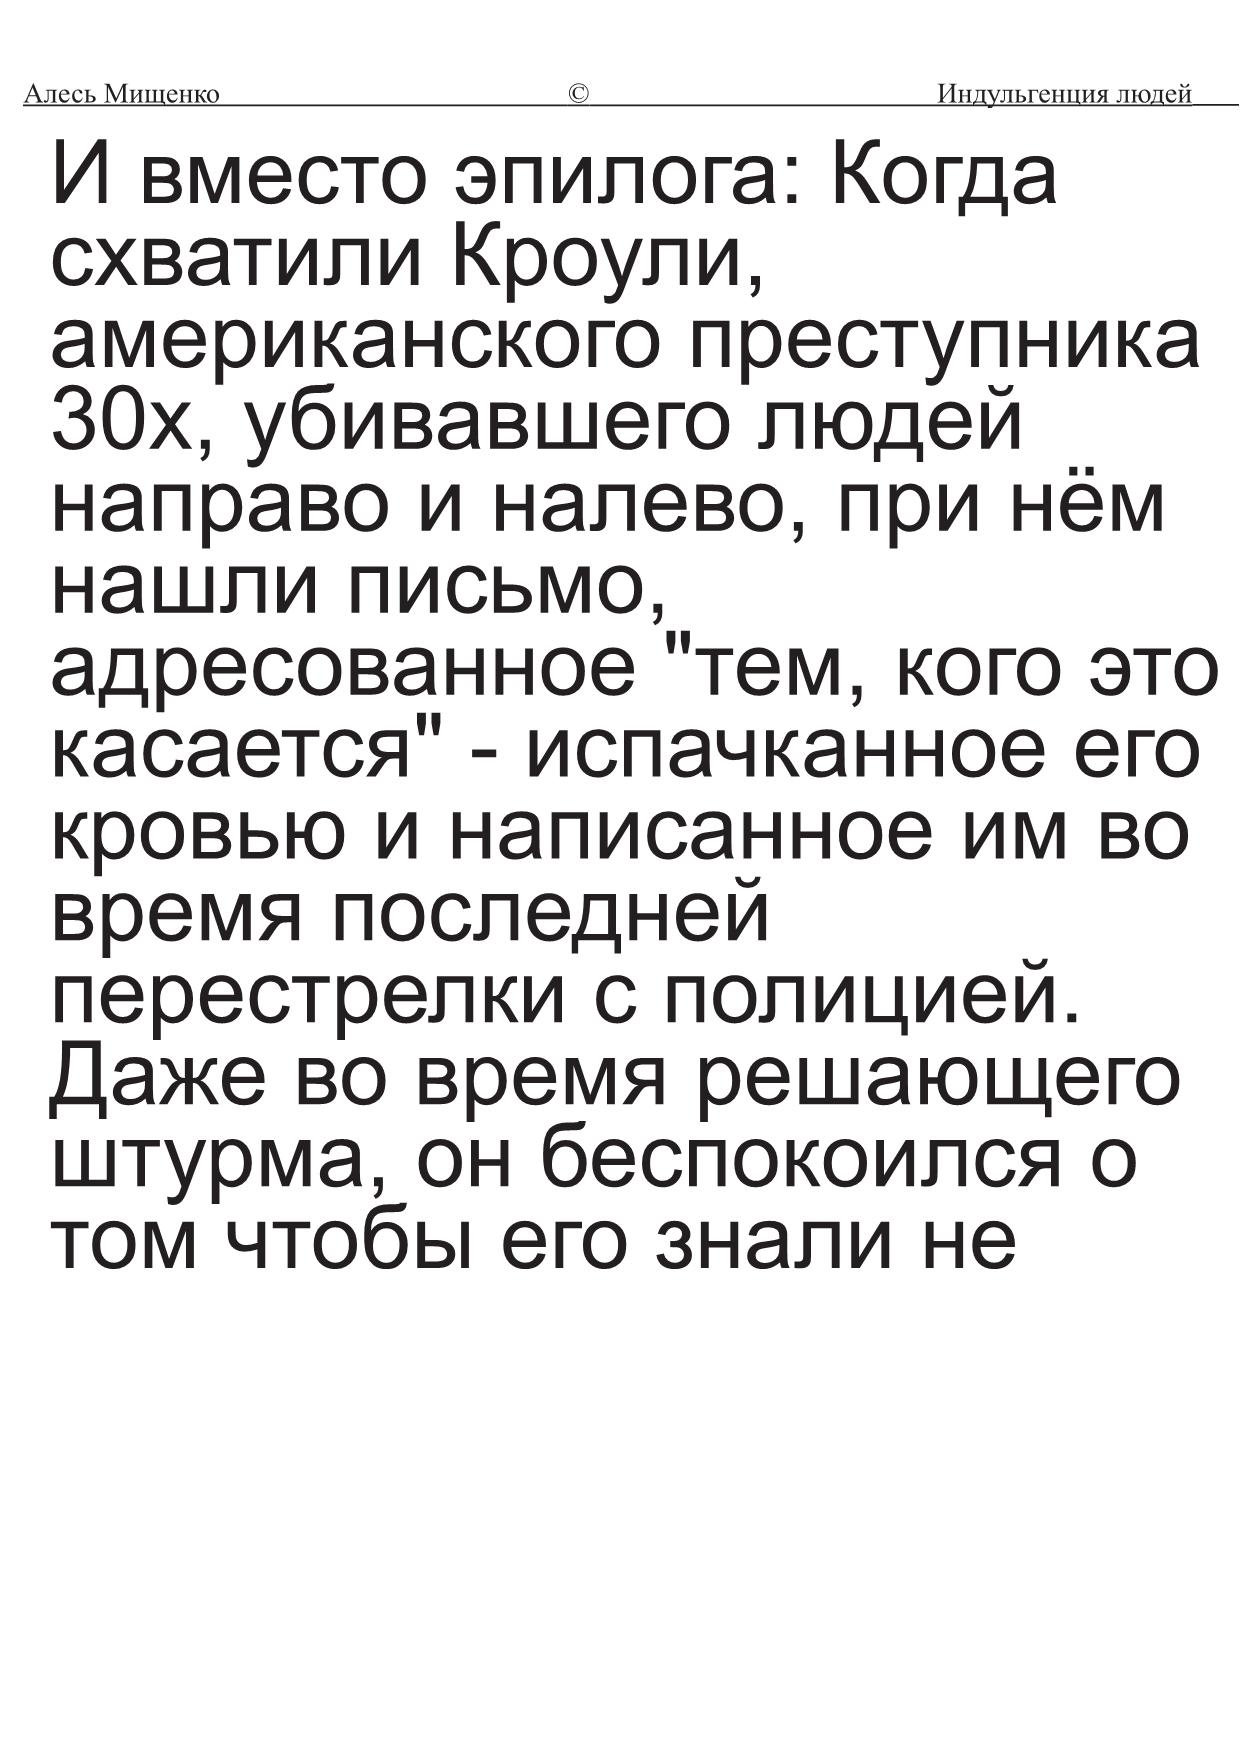 Алесь Мищенко © Индульгенция людей
И вместо эпилога: Когда
схватили Кроули,
американского преступника
30х, убивавшего людей
направо и налево, при нём
нашли письмо,
адресованное "тем, кого это
касается" - испачканное его
кровью и написанное им во
время последней
перестрелки с полицией.
Даже во время решающего
штурма, он беспокоился о
том чтобы его знали не